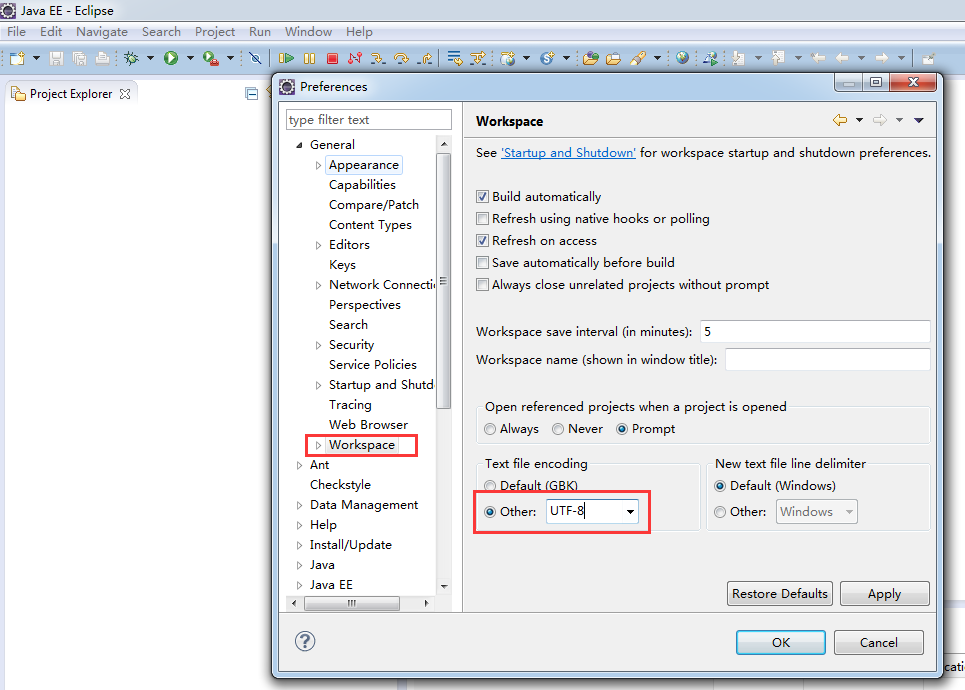 Java EE - Eclipse
File Edit Navigate Search Project Run Window Help
Project Explorer
Preferences
type filter text
General
Appearance
Capabilities
Compare/Patch
Content Types
Editors
Keys
Network Connecti
Perspectives
Search
Security
Service Policies
Startup and Shutd
Tracing
Web Browser
Workspace
Ant
Checkstyle
Data Management
Help
Install/Update
Java
Java EE
Workspace
See 'Startup and Shutdown' for workspace startup and shutdown preferences.
Build automatically
Refresh using native hooks or polling
Refresh on access
Save automatically before build
Always close unrelated projects without prompt
Workspace save interval (in minutes): 5
Workspace name (shown in window title):
Open referenced projects when a project is opened
Always Never Prompt
Text file encoding
Default (GBK)
Other: UTF-8
New text file line delimiter
Default (Windows)
Other: Windows
Restore Defaults Apply
OK Cancel
cati